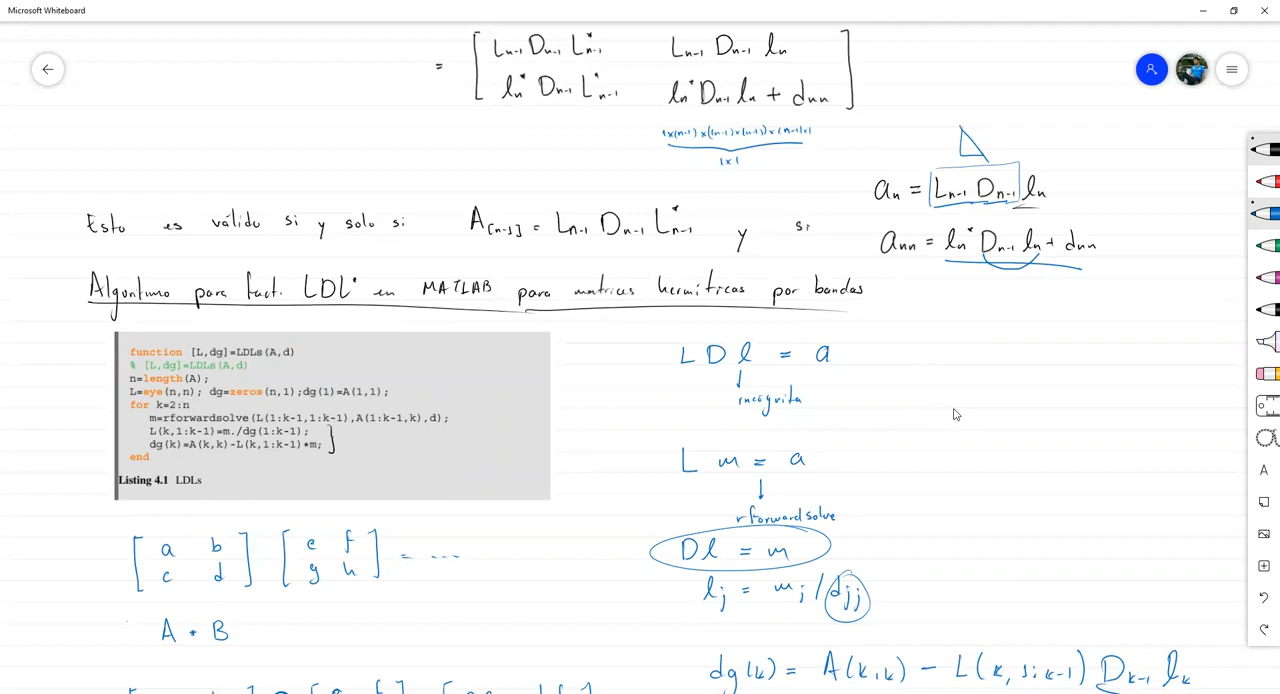 Microsoft Whiteboard
= [ Ln-1 Dn-1 L*n-1   Ln-1 Dn-1 ln
ln* Dn-1 L*n-1   ln* Dn-1 ln + dnn ]
1x(n-1) x (n-1)x(n-1) x (n-1)x1
1x1
an = Ln-1 Dn-1 ln
Esto es válido si y solo si A[n-1] = Ln-1 Dn-1 L*n-1 y si
ann = ln* Dn-1 ln + dnn
Algoritmo para fact. LDL* en MATLAB para matrices hermíticas por bandas
function [L,dg]=LDLs(A,d)
% [L,dg]=LDLs(A,d)
n=length(A);
L=eye(n,n); dg=zeros(n,1);dg(1)=A(1,1);
for k=2:n
m=rforwardsolve(L(1:k-1,1:k-1),A(1:k-1,k),d);
L(k,1:k-1)=m./dg(1:k-1);
dg(k)=A(k,k)-L(k,1:k-1)*m;
end
Listing 4.1 LDLs
L D l = a
incógnita
L m = a
rforwardsolve
Dl = m
lj = mj / djj
[ a b
c d ] [ e f
g h ] = ...
A * B
dg(k) = A(k,k) - L(k,1:k-1) Dk-1 lk
A